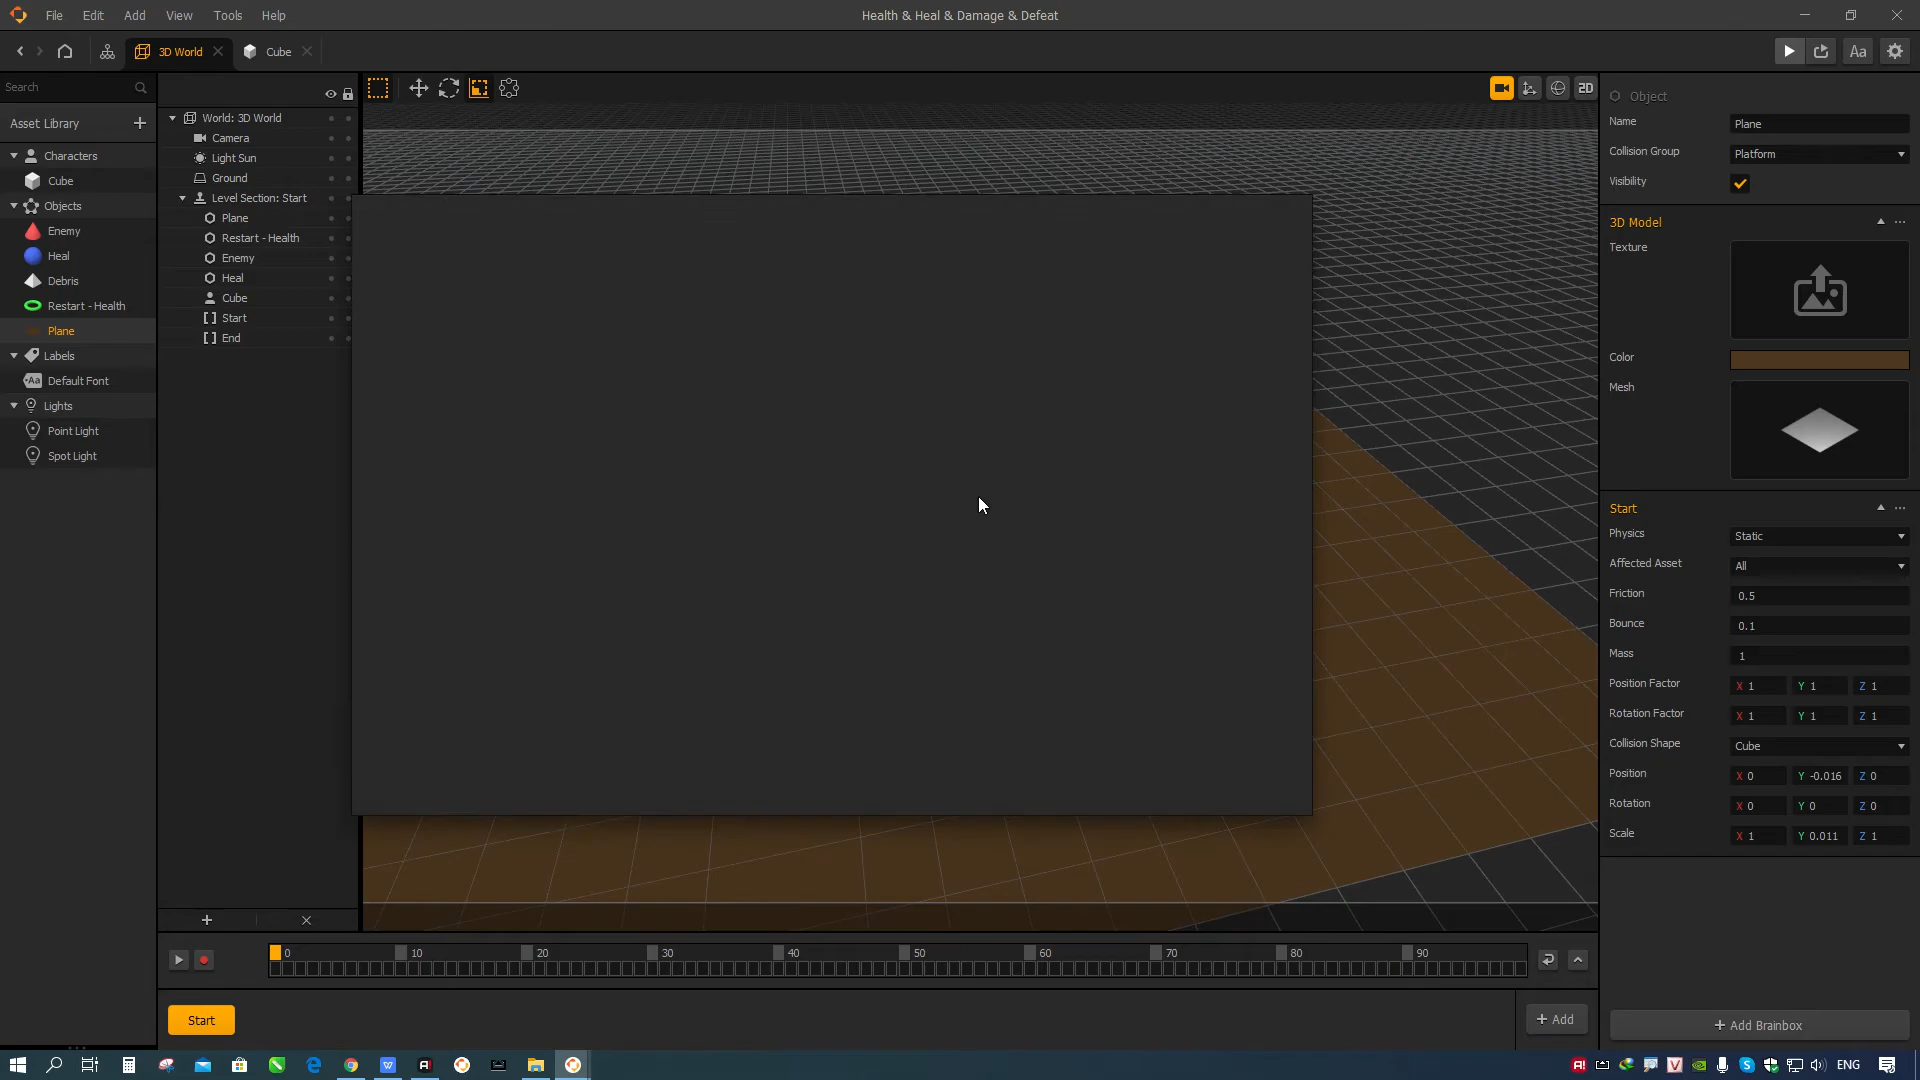 File Edit Add View Tools Help
Health & Heal & Damage & Defeat
3D World
Cube
Aa
Search
Asset Library
Characters
Cube
Objects
Enemy
Heal
Debris
Restart - Health
Plane
Labels
Aa Default Font
Lights
Point Light
Spot Light
World: 3D World
Camera
Light Sun
Ground
Level Section: Start
Plane
Restart - Health
Enemy
Heal
Cube
Start
End
2D
Object
Name Plane
Collision Group Platform
Visibility
3D Model
Texture
Color
Mesh
Start
Physics Static
Affected Asset All
Friction 0.5
Bounce 0.1
Mass 1
Position Factor X 1 Y 1 Z 1
Rotation Factor X 1 Y 1 Z 1
Collision Shape Cube
Position X 0 Y -0.016 Z 0
Rotation X 0 Y 0 Z 0
Scale X 1 Y 0.011 Z 1
+ Add Brainbox
0 10 20 30 40 50 60 70 80 90
Start
+ Add
ENG